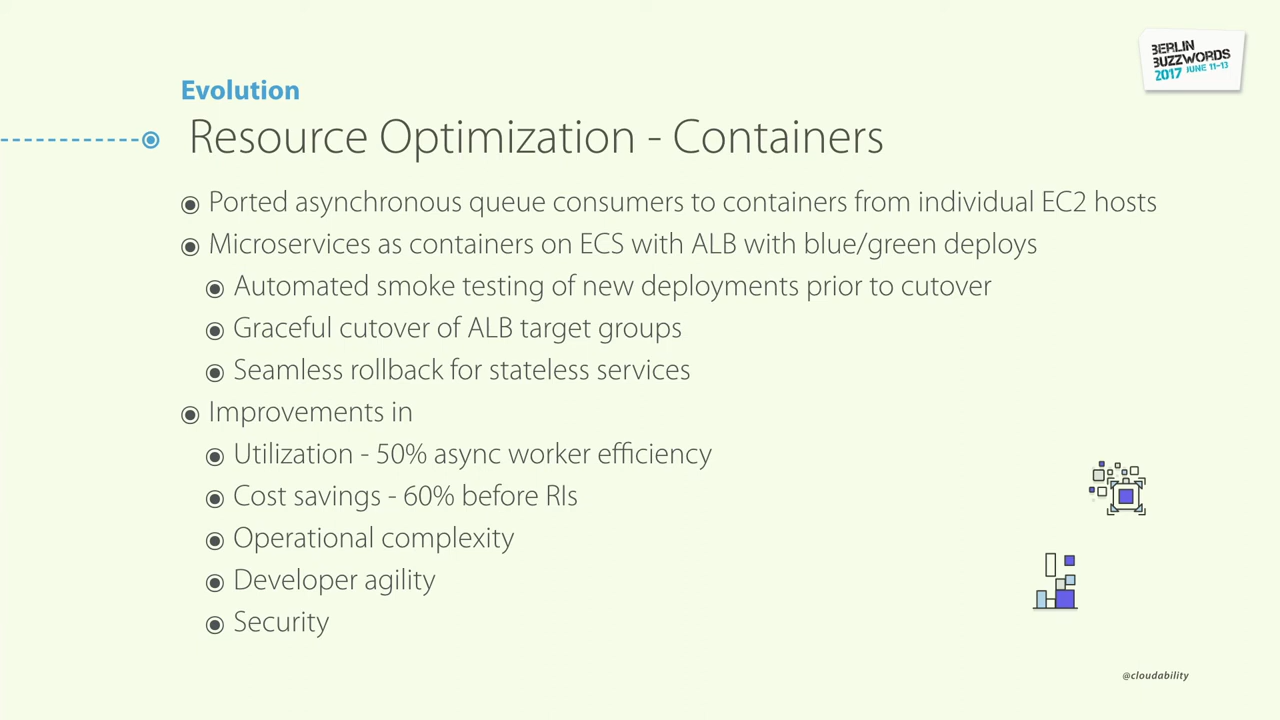 BERLIN
BUZZWORDS
2017 JUNE 11-13
Evolution
Resource Optimization - Containers
Ported asynchronous queue consumers to containers from individual EC2 hosts
Microservices as containers on ECS with ALB with blue/green deploys
Automated smoke testing of new deployments prior to cutover
Graceful cutover of ALB target groups
Seamless rollback for stateless services
Improvements in
Utilization - 50% async worker efficiency
Cost savings - 60% before RIs
Operational complexity
Developer agility
Security
@cloudability